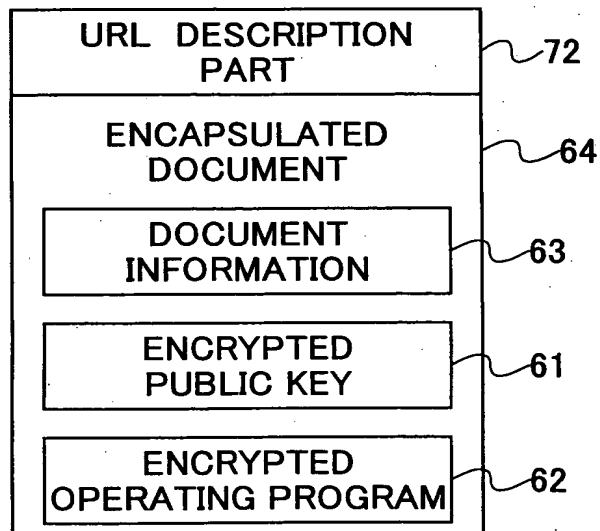 URL DESCRIPTION
PART
72
ENCAPSULATED
DOCUMENT
64
DOCUMENT
INFORMATION
63
ENCRYPTED
PUBLIC KEY
61
ENCRYPTED
OPERATING PROGRAM
62